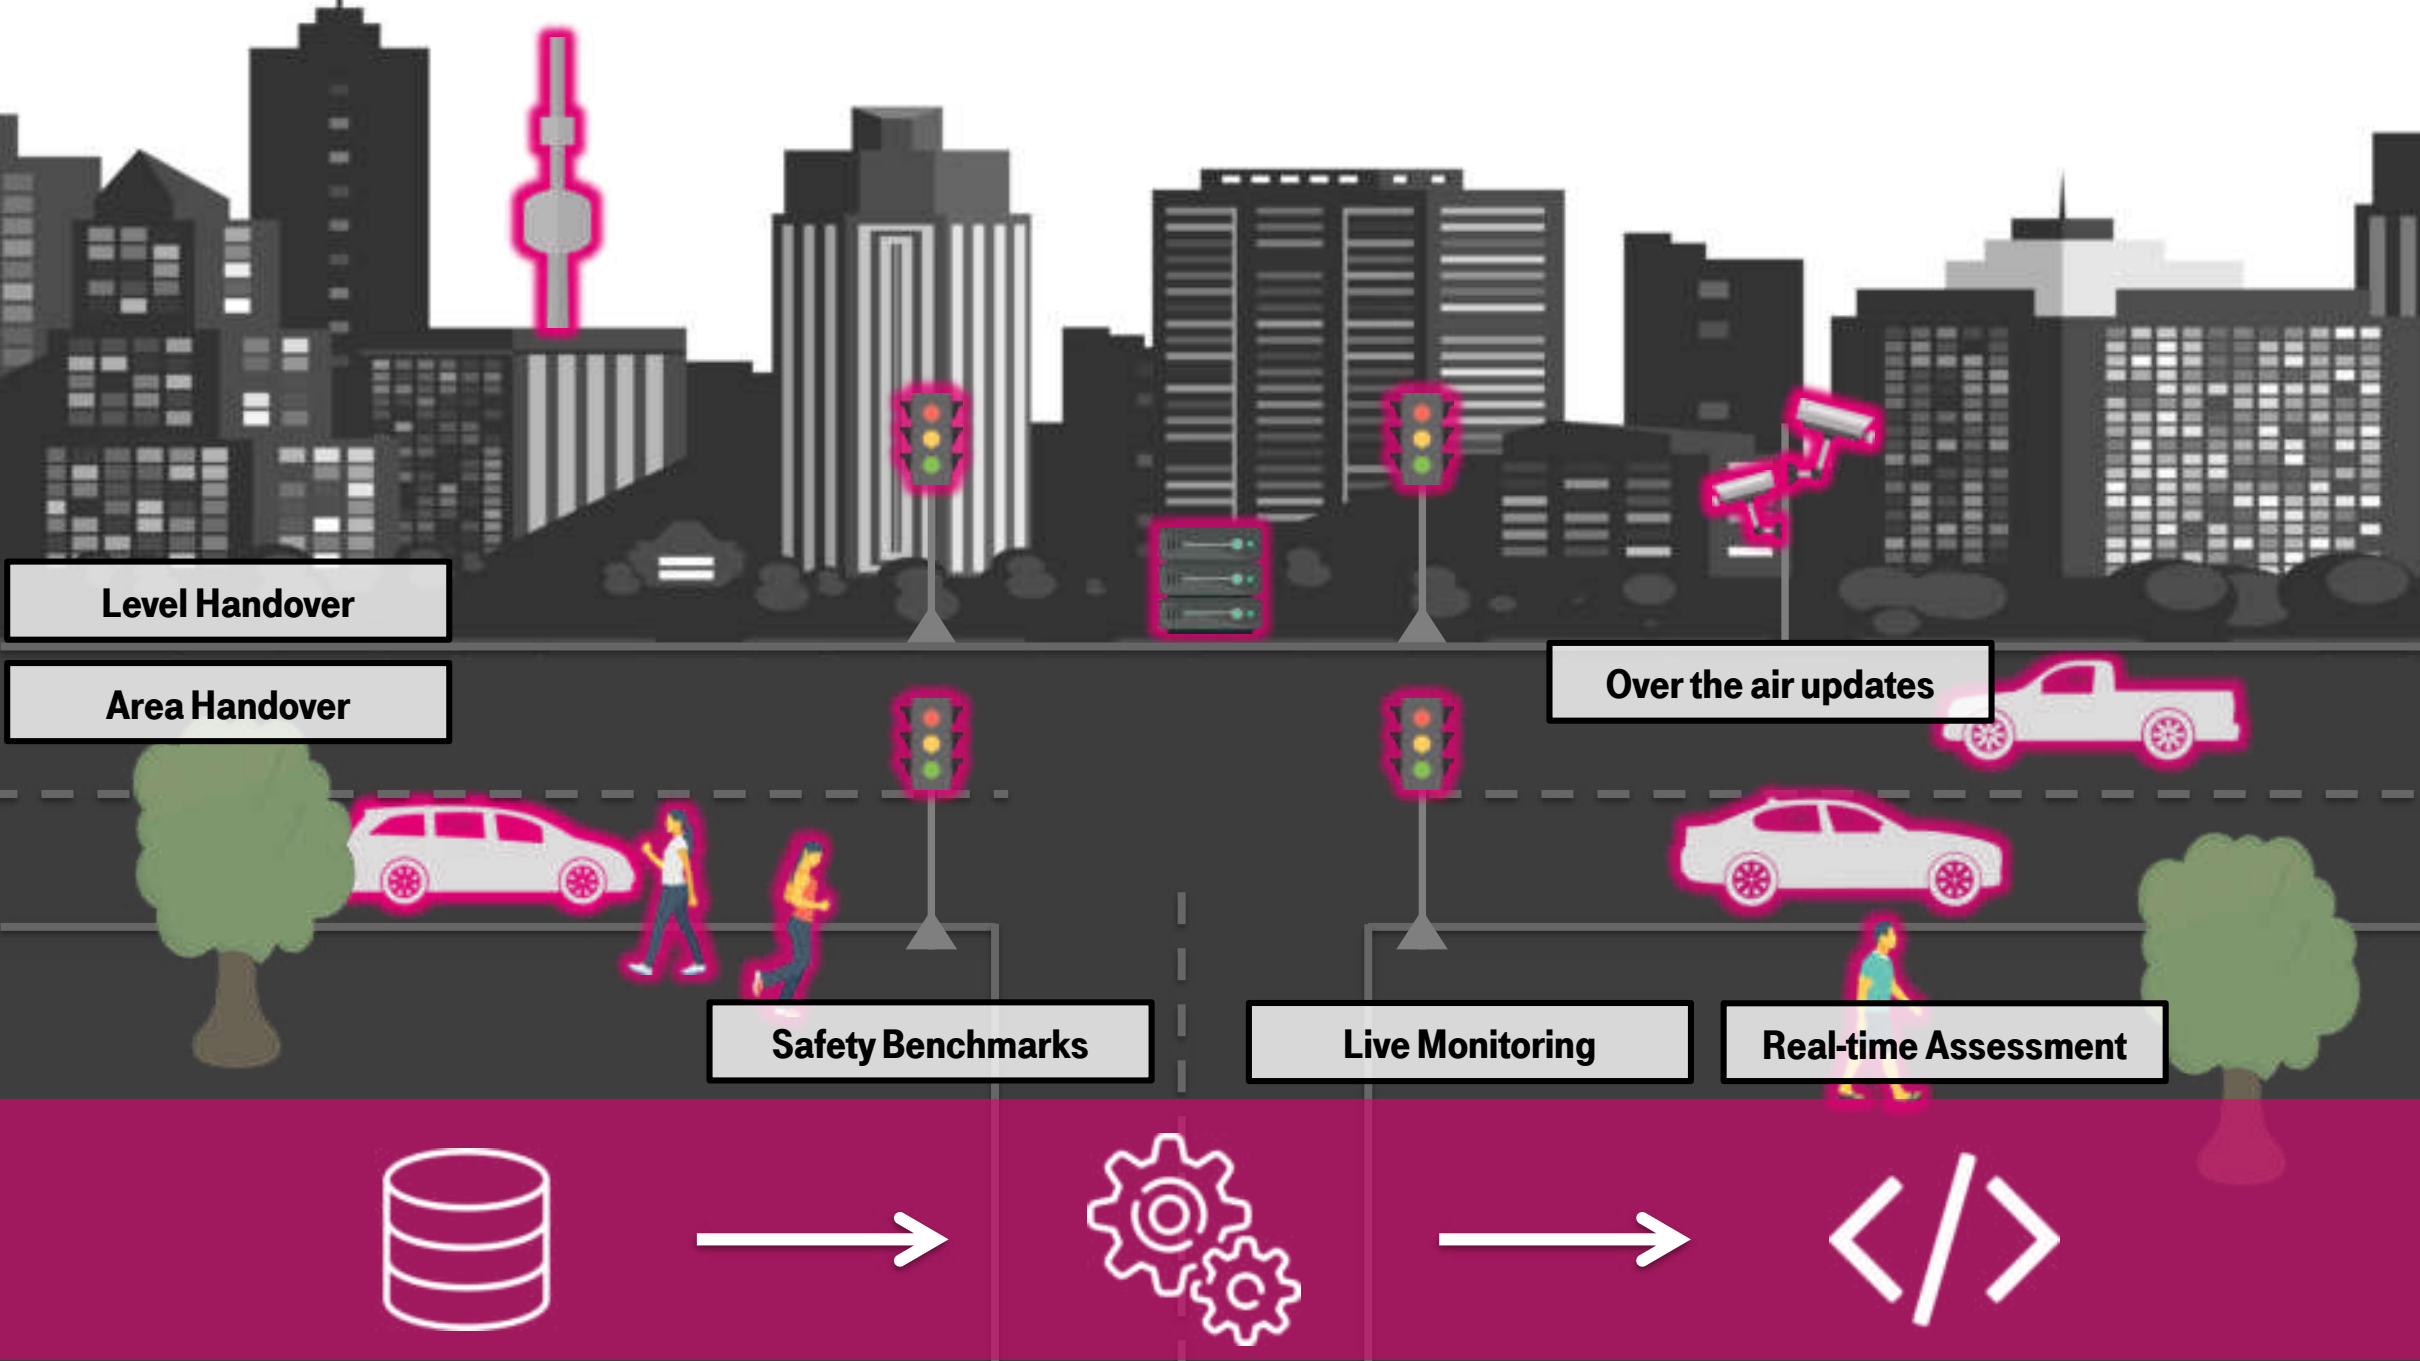 Level Handover
Area Handover
Over the air updates
Safety Benchmarks
Live Monitoring
Real-time Assessment